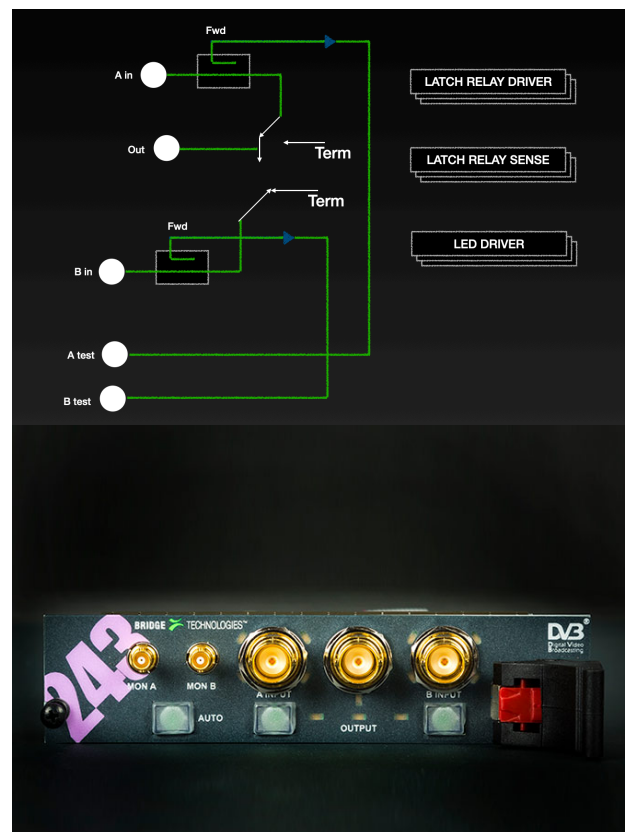 Fwd
A in
LATCH RELAY DRIVER
Out
Term
LATCH RELAY SENSE
Term
Fwd
LED DRIVER
B in
A test
B test
243
BRIDGE TECHNOLOGIES™
DVB®
Digital Video
Broadcasting
MON A
MON B
A INPUT
B INPUT
AUTO
OUTPUT